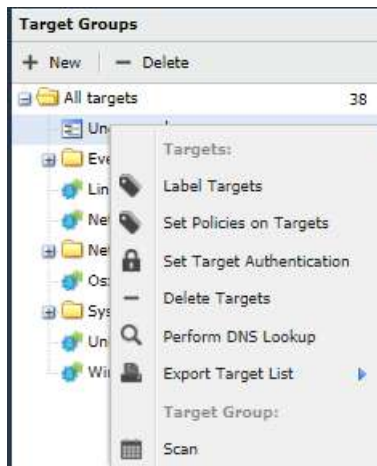 Target Groups
+ New − Delete
All targets 38
Targets:
Label Targets
Set Policies on Targets
Set Target Authentication
Delete Targets
Perform DNS Lookup
Export Target List
Target Group:
Scan